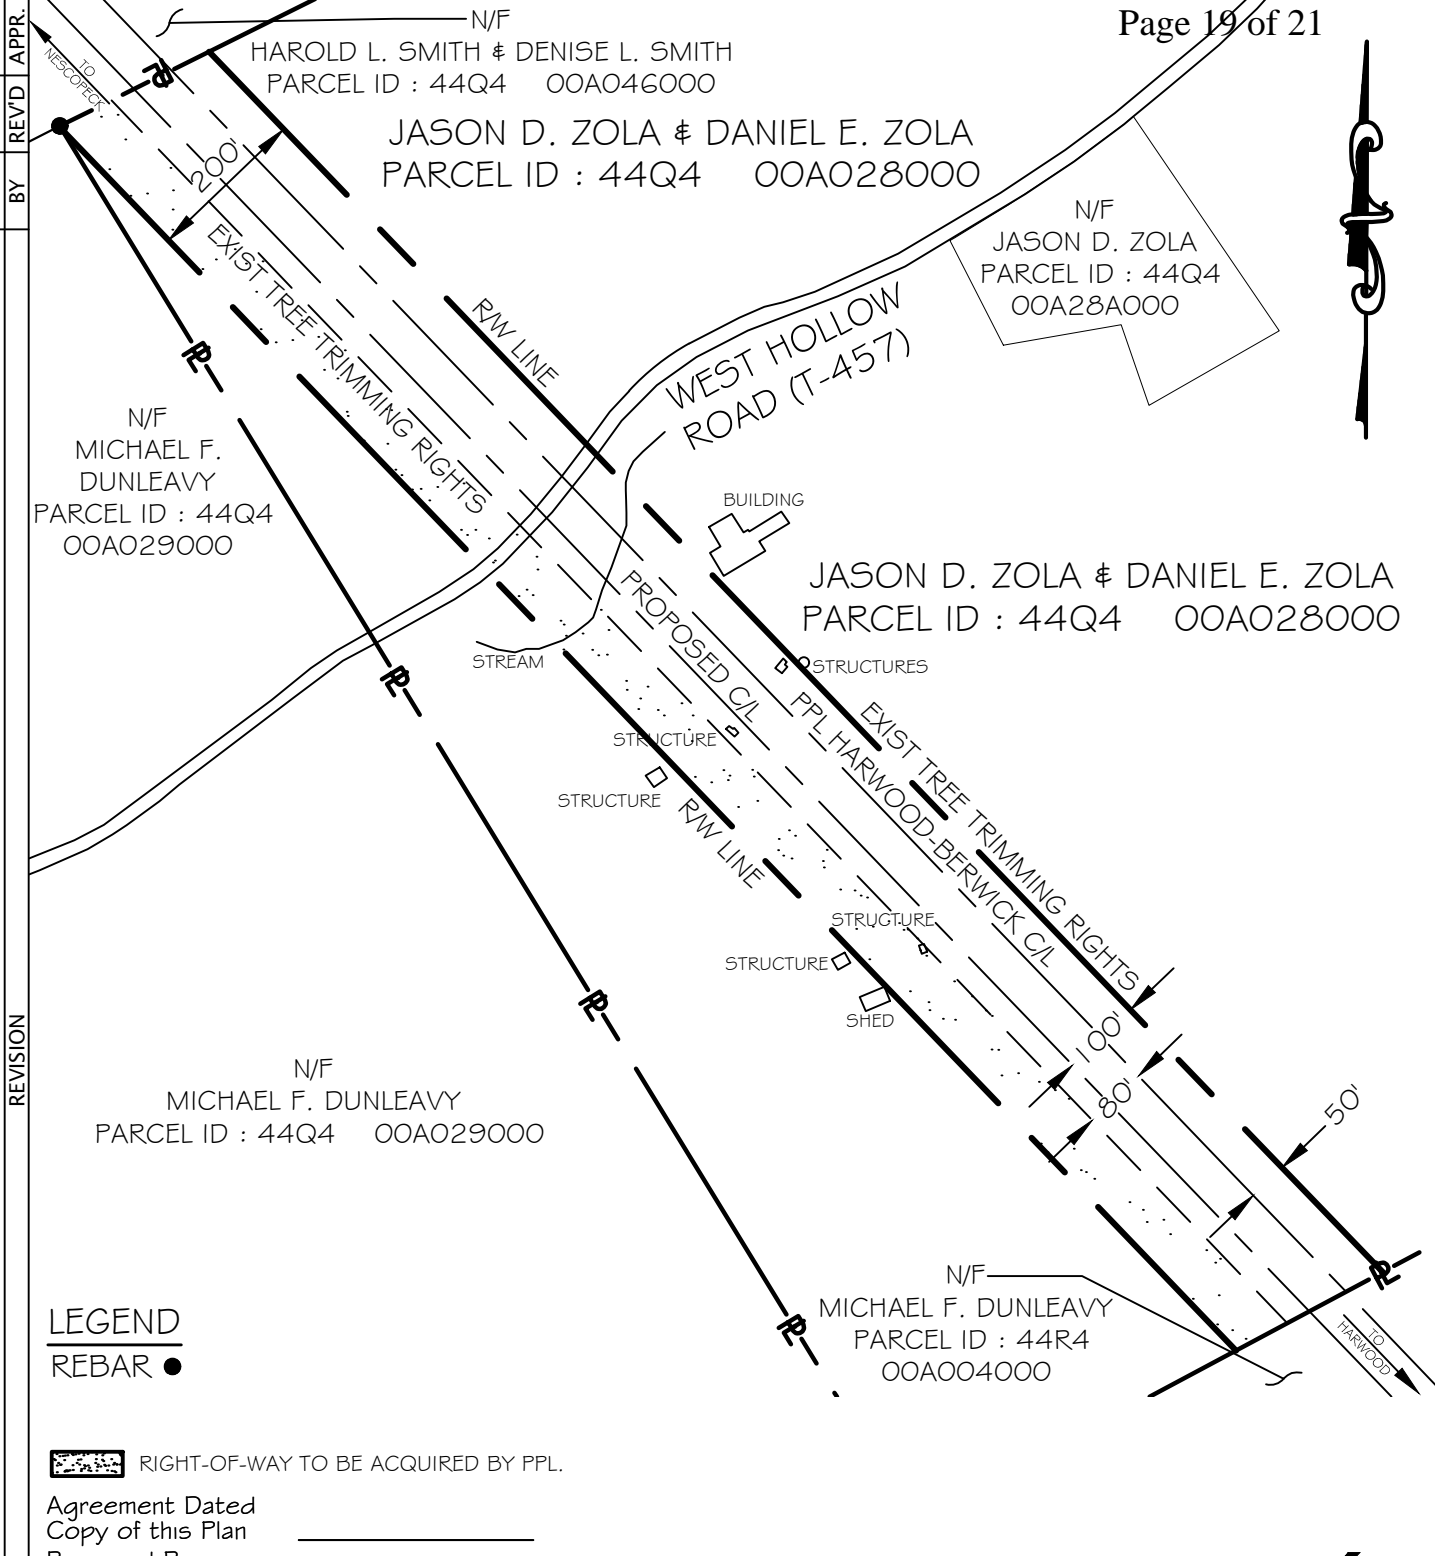 Page 19 of 21
APPR.
REV'D
BY
REVISION
N/F
HAROLD L. SMITH & DENISE L. SMITH
PARCEL ID : 44Q4 00A046000
TO
NESCOPECK
JASON D. ZOLA & DANIEL E. ZOLA
PARCEL ID : 44Q4 00A028000
200'
N/F
JASON D. ZOLA
PARCEL ID : 44Q4
00A28A000
EXIST. TREE TRIMMING RIGHTS
R/W LINE
WEST HOLLOW
ROAD (T-457)
N/F
MICHAEL F.
DUNLEAVY
PARCEL ID : 44Q4
00A029000
BUILDING
JASON D. ZOLA & DANIEL E. ZOLA
PARCEL ID : 44Q4 00A028000
PROPOSED C/L
STREAM
STRUCTURES
PPL HARWOOD-BERWICK C/L
EXIST TREE TRIMMING RIGHTS
STRUCTURE
STRUCTURE
R/W LINE
STRUCTURE
STRUCTURE
SHED
00'
80'
50'
N/F
MICHAEL F. DUNLEAVY
PARCEL ID : 44Q4 00A029000
N/F
MICHAEL F. DUNLEAVY
PARCEL ID : 44R4
00A004000
TO
HARWOOD
LEGEND
REBAR
RIGHT-OF-WAY TO BE ACQUIRED BY PPL.
Agreement Dated
Copy of this Plan